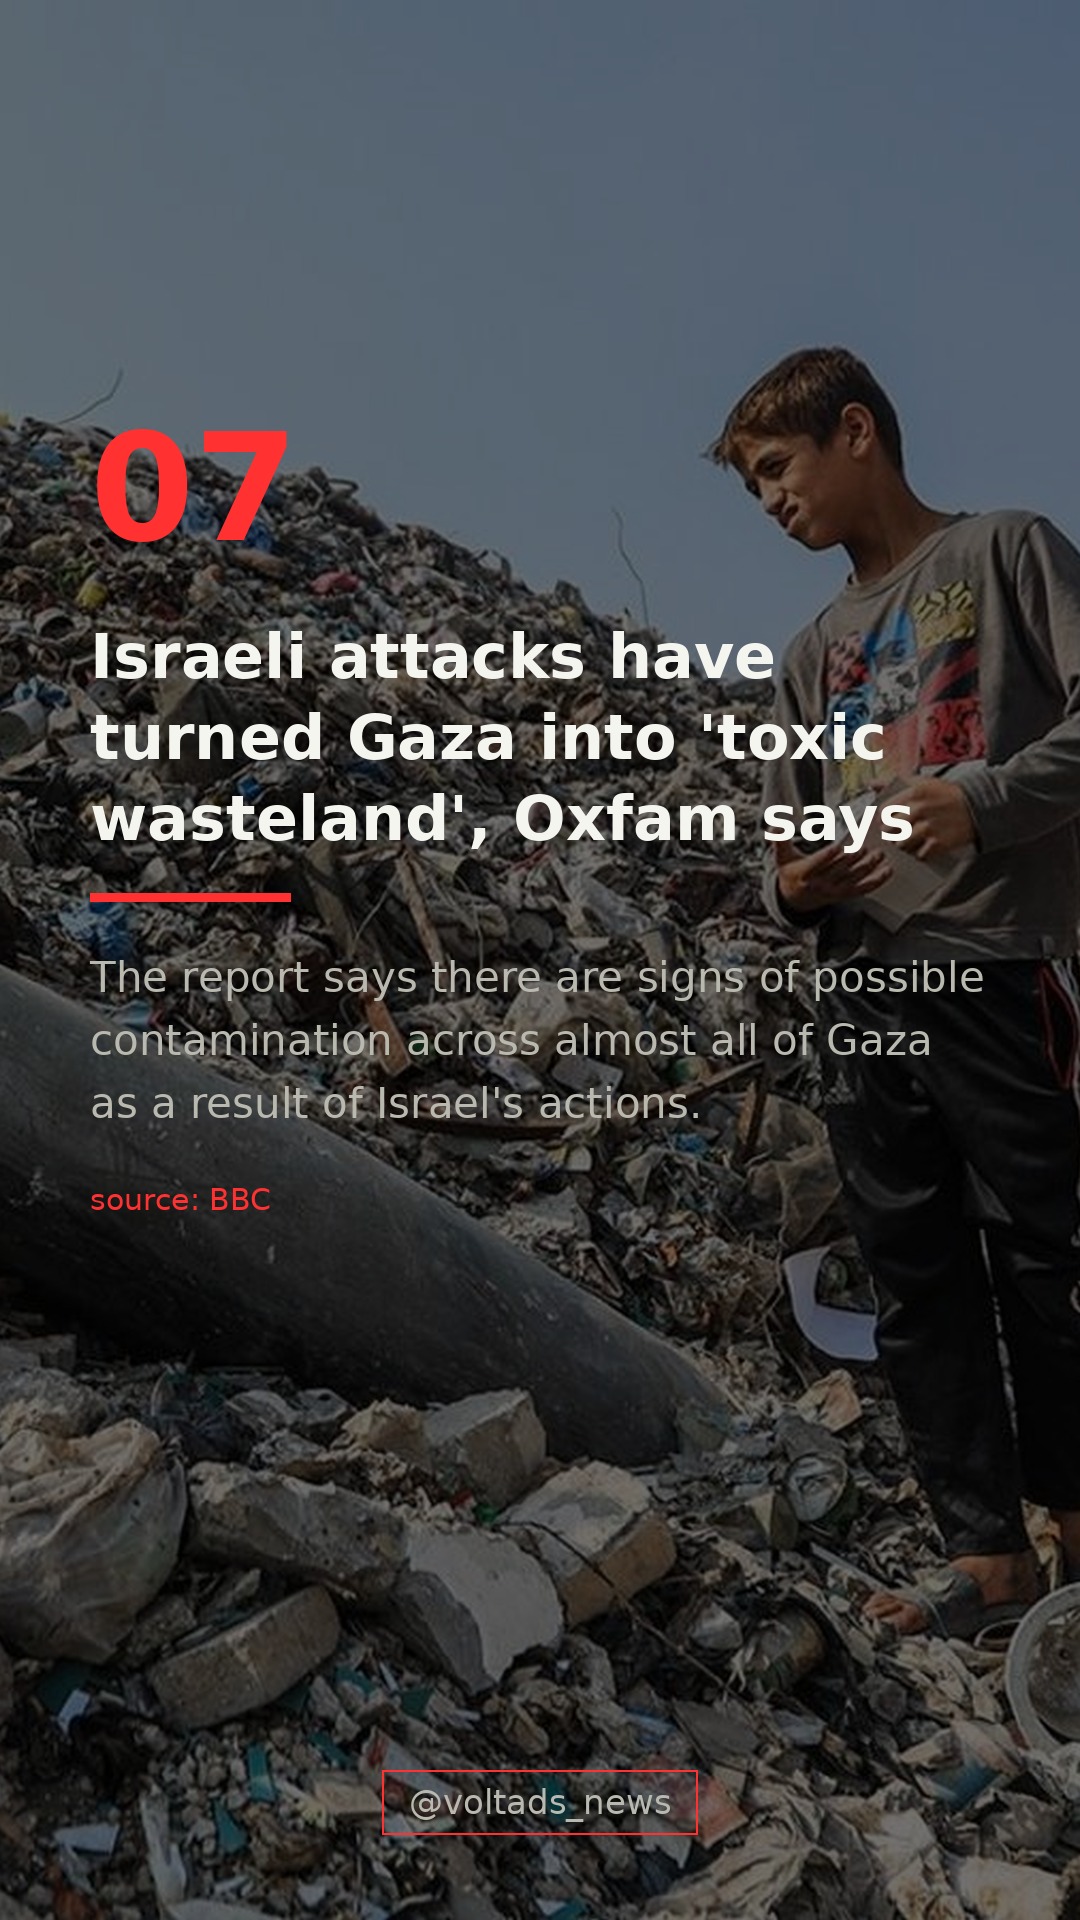 07
Israeli attacks have
turned Gaza into 'toxic
wasteland', Oxfam says
The report says there are signs of possible
contamination across almost all of Gaza
as a result of Israel's actions.
source: BBC
@voltads_news